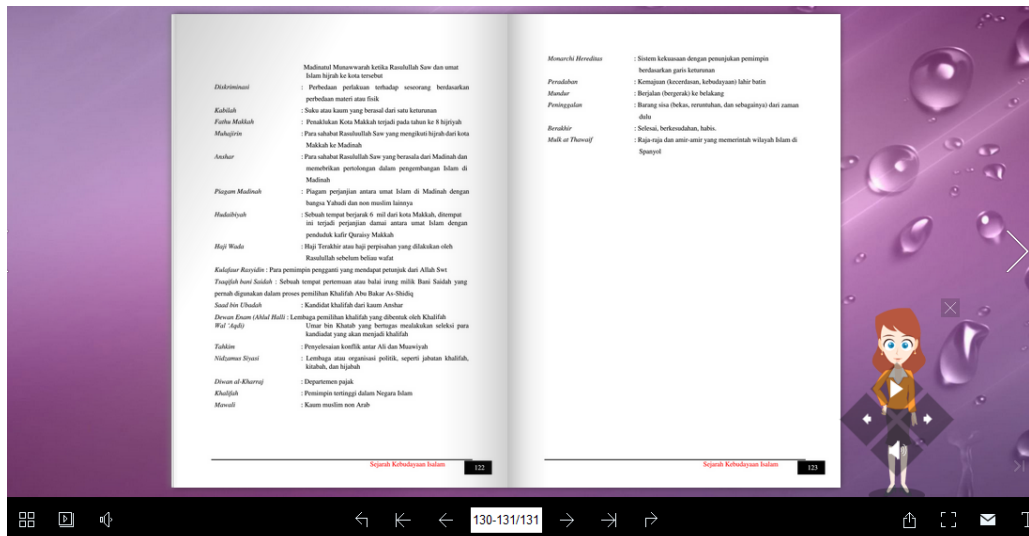 Madinatul Munawwarah ketika Rasulullah Saw dan umat
Islam hijrah ke kota tersebut
Diskriminasi : Perbedaan perlakuan terhadap seseorang berdasarkan
perbedaan materi atau fisik
Kabilah : Suku atau kaum yang berasal dari satu keturunan
Fathu Makkah : Penaklukan Kota Makkah terjadi pada tahun ke 8 hijriyah
Muhajirin : Para sahabat Rasuluullah Saw yang mengikuti hijrah dari kota
Makkah ke Madinah
Anshar : Para sahabat Rasulullah Saw yang berasala dari Madinah dan
memebrikan pertolongan dalam pengembangan Islam di
Madinah
Piagam Madinah : Piagam perjanjian antara umat Islam di Madinah dengan
bangsa Yahudi dan non muslim lainnya
Hudaibiyah : Sebuah tempat berjarak 6 mil dari kota Makkah, ditempat
ini terjadi perjanjian damai antara umat Islam dengan
penduduk kafir Quraisy Makkah
Haji Wada : Haji Terakhir atau haji perpisahan yang dilakukan oleh
Rasulullah sebelum beliau wafat
Kulafaur Rasyidin : Para pemimpin pengganti yang mendapat petunjuk dari Allah Swt
Tsaqifah bani Saidah : Sebuah tempat pertemuan atau balai irung milik Bani Saidah yang
pernah digunakan dalam proses pemilihan Khalifah Abu Bakar As-Shidiq
Saad bin Ubadah : Kandidat khalifah dari kaum Anshar
Dewan Enam (Ahlul Halli : Lembaga pemilihan khalifah yang dibentuk oleh Khalifah
Wal 'Aqdi) Umar bin Khatab yang bertugas mealakukan seleksi para
kandiadat yang akan menjadi khalifah
Tahkim : Penyelesaian konflik antar Ali dan Muawiyah
Nidzamus Siyasi : Lembaga atau organisasi politik, seperti jabatan khalifah,
kitabah, dan hijabah
Diwan al-Kharraj : Departemen pajak
Khalifah : Pemimpin tertinggi dalam Negara Islam
Mawali : Kaum muslim non Arab
Sejarah Kebudayaan Isalam 122
Monarchi Hereditas : Sistem kekuasaan dengan penunjukan pemimpin
berdasarkan garis keturunan
Peradaban : Kemajuan (kecerdasan, kebudayaan) lahir batin
Mundur : Berjalan (bergerak) ke belakang
Peninggalan : Barang sisa (bekas, reruntuhan, dan sebagainya) dari zaman
dulu
Berakhir : Selesai, berkesudahan, habis.
Mulk at Thawaif : Raja-raja dan amir-amir yang memerintah wilayah Islam di
Spanyol
Sejarah Kebudayaan Isalam 123
130-131/131